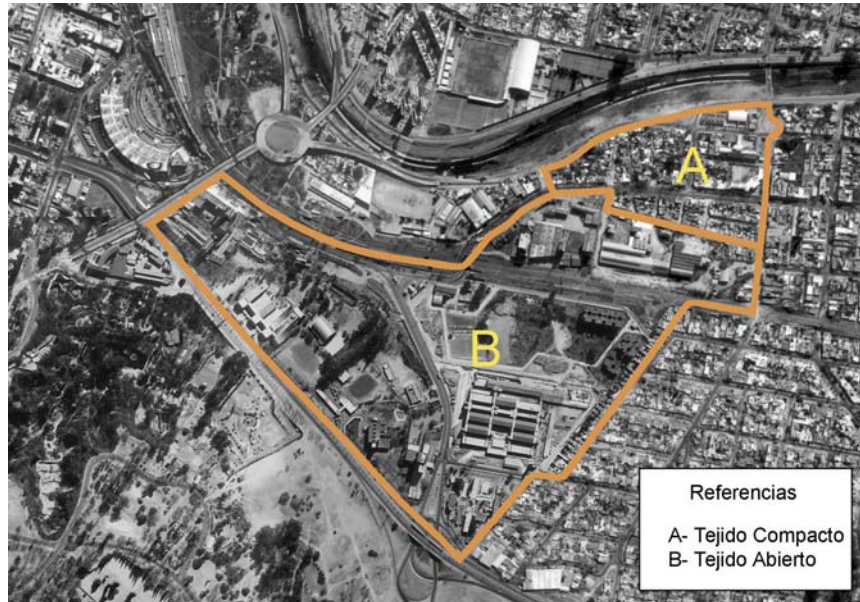 A
B
Referencias
A- Tejido Compacto
B- Tejido Abierto